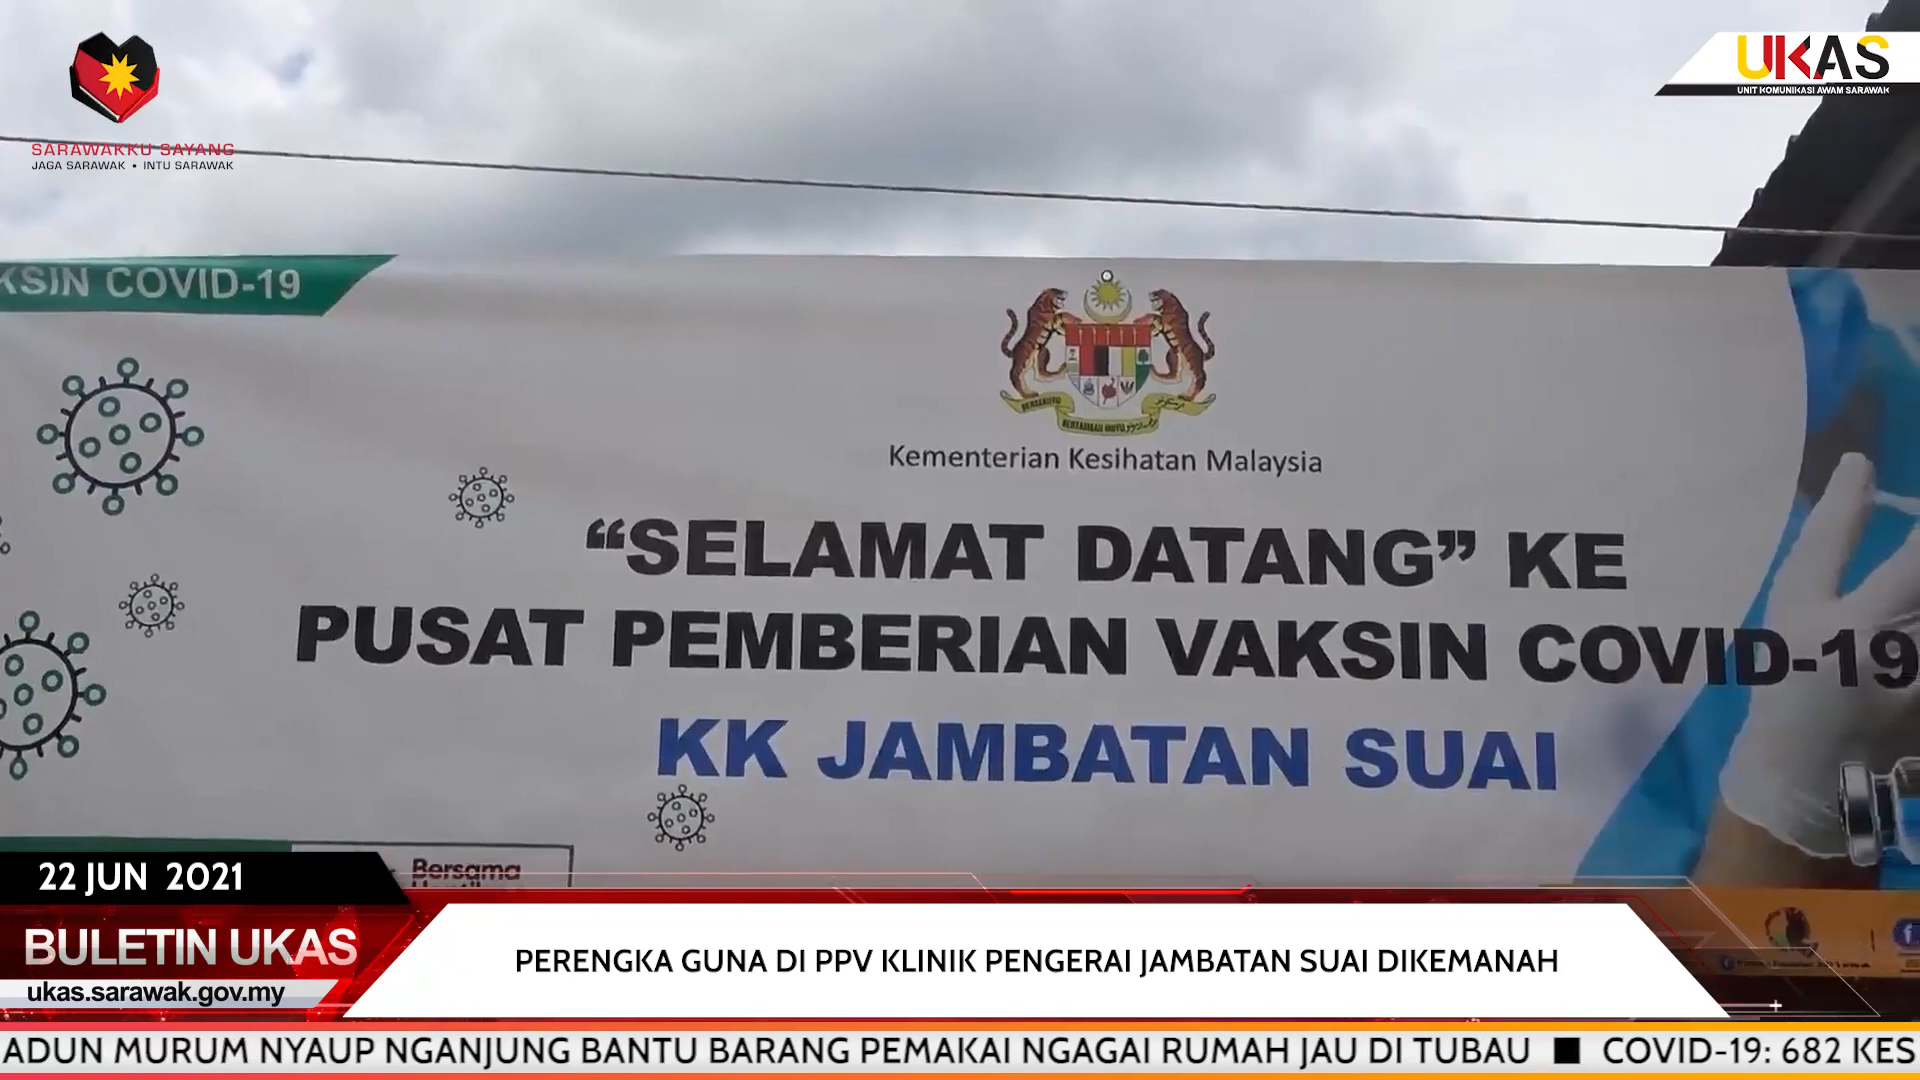 SARAWAKKU SAYANG
JAGA SARAWAK • INTU SARAWAK
UKAS
UNIT KOMUNIKASI AWAM SARAWAK
KSIN COVID-19
BERSEKUTU
BERTAMBAH MUTU
Kementerian Kesihatan Malaysia
“SELAMAT DATANG” KE
PUSAT PEMBERIAN VAKSIN COVID-19
KK JAMBATAN SUAI
Bersama
22 JUN 2021
BULETIN UKAS
ukas.sarawak.gov.my
PERENGKA GUNA DI PPV KLINIK PENGERAI JAMBATAN SUAI DIKEMANAH
ADUN MURUM NYAUP NGANJUNG BANTU BARANG PEMAKAI NGAGAI RUMAH JAU DI TUBAU ■ COVID-19: 682 KES